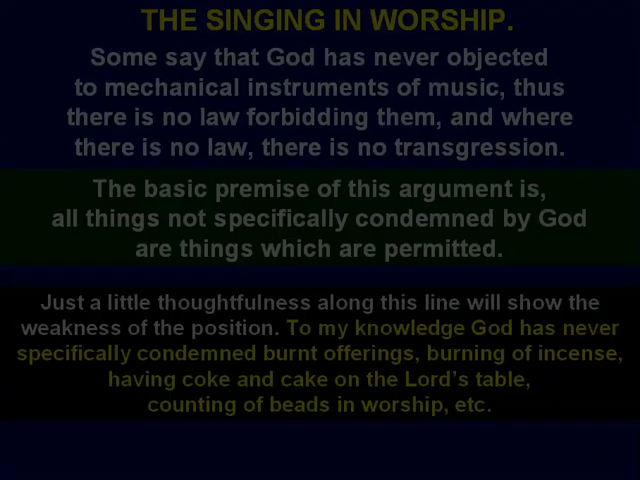 THE SINGING IN WORSHIP.
Some say that God has never objected
to mechanical instruments of music, thus
there is no law forbidding them, and where
there is no law, there is no transgression.
The basic premise of this argument is,
all things not specifically condemned by God
are things which are permitted.
Just a little thoughtfulness along this line will show the
weakness of the position. To my knowledge God has never
specifically condemned burnt offerings, burning of incense,
having coke and cake on the Lord's table,
counting of beads in worship, etc.